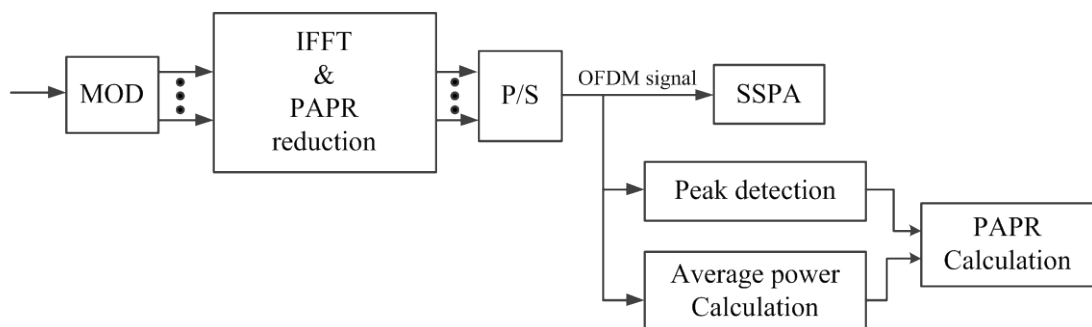 MOD
IFFT
&
PAPR
reduction
P/S
OFDM signal
SSPA
Peak detection
Average power
Calculation
PAPR
Calculation